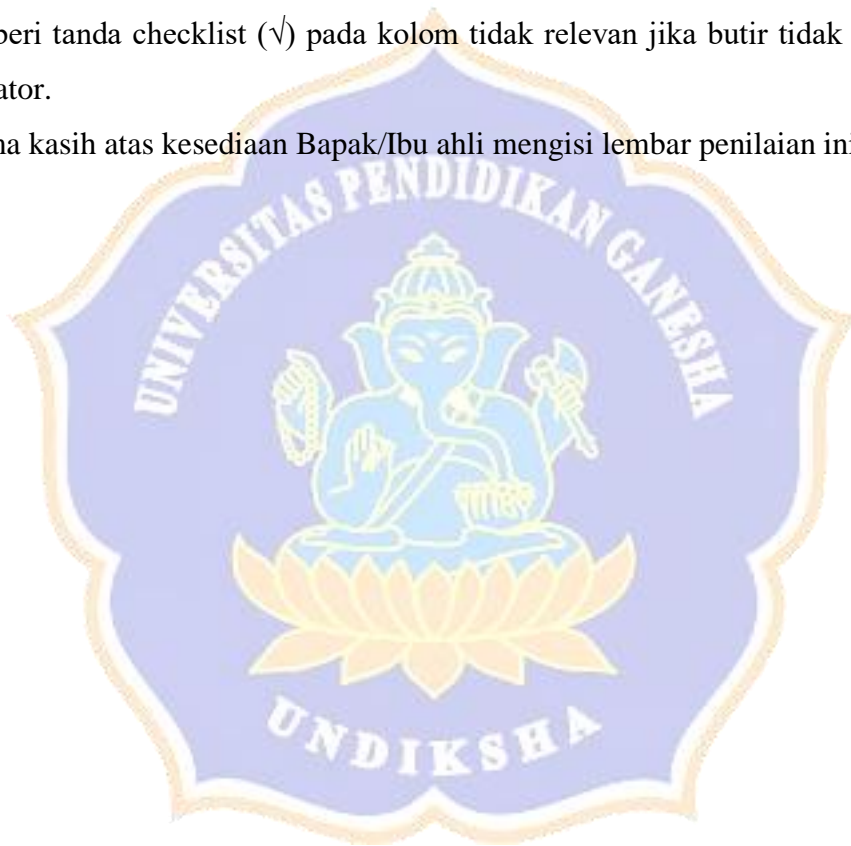 beri tanda checklist (√) pada kolom tidak relevan jika butir tidak
ator.
na kasih atas kesediaan Bapak/Ibu ahli mengisi lembar penilaian ini
UNIVERSITAS PENDIDIKAN GANESHA
UNDIKSHA